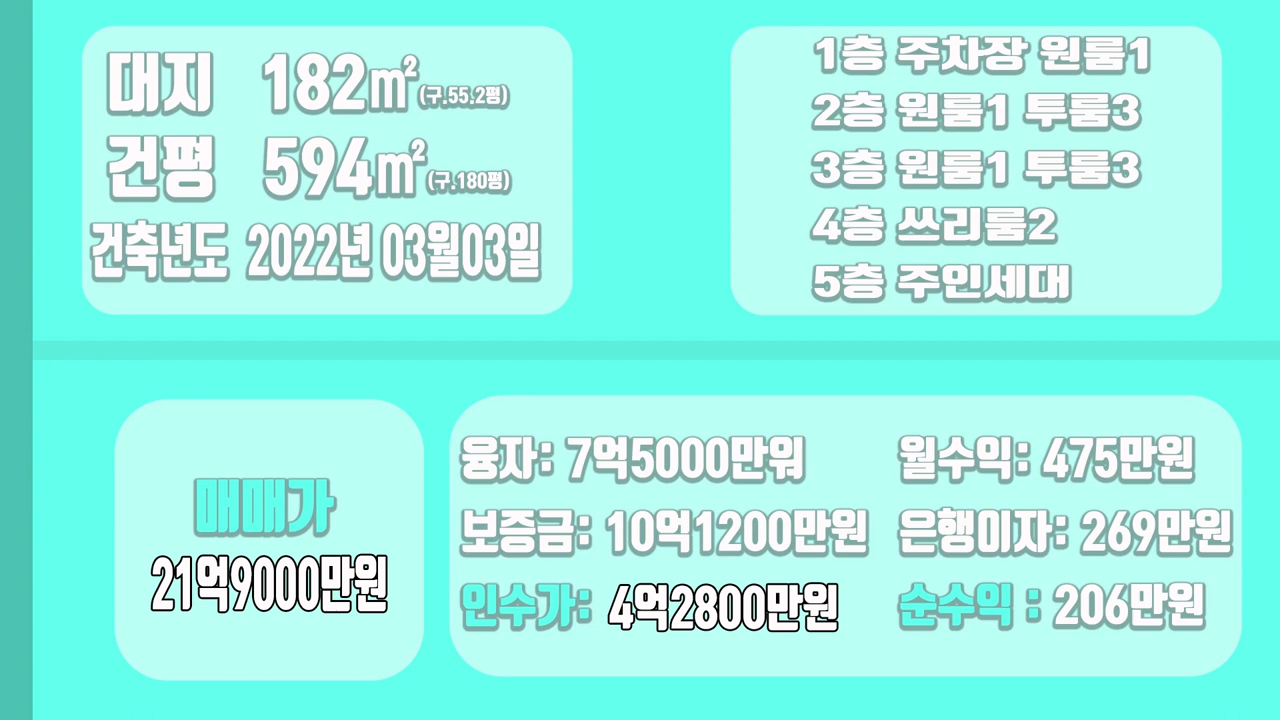 대지 182㎡(구.55.2평)
건평 594㎡(구.180평)
건축년도 2022년 03월03일
1층 주차장 원룸1
2층 원룸1 투룸3
3층 원룸1 투룸3
4층 쓰리룸2
5층 주인세대
매매가
21억9000만원
융자: 7억5000만워
보증금: 10억1200만원
인수가: 4억2800만원
월수익: 475만원
은행이자: 269만원
순수익 : 206만원